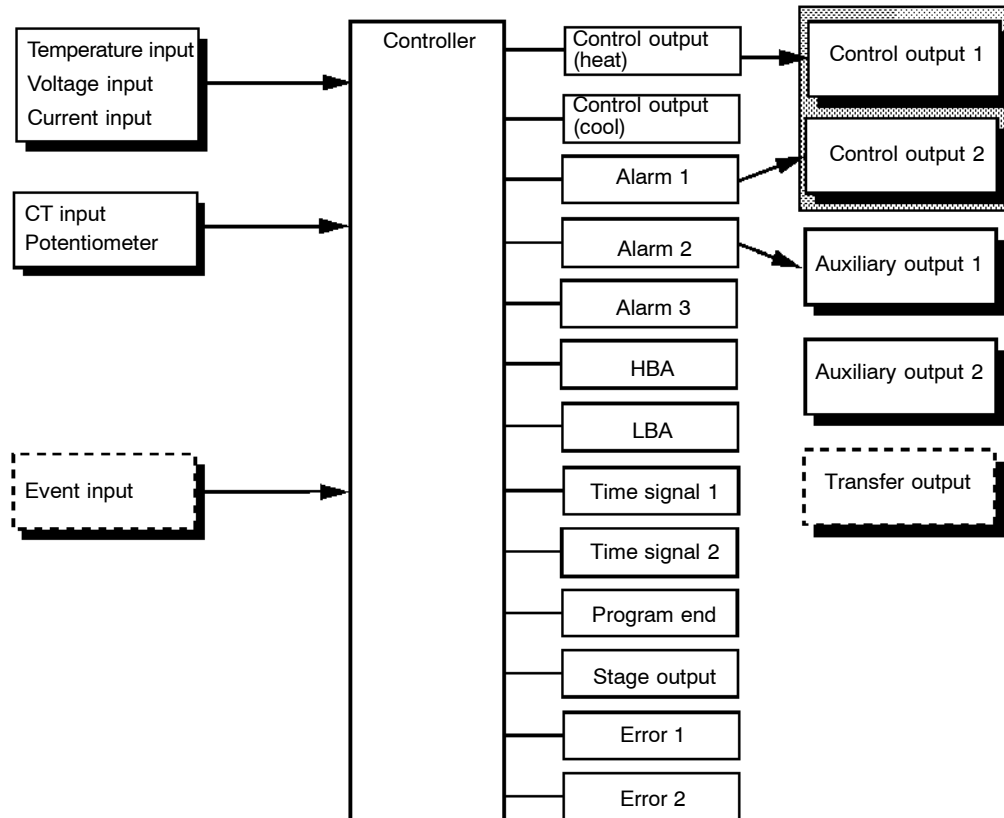 Temperature input
Voltage input
Current input
CT input
Potentiometer
Event input
Controller
Control output
(heat)
Control output
(cool)
Alarm 1
Alarm 2
Alarm 3
HBA
LBA
Time signal 1
Time signal 2
Program end
Stage output
Error 1
Error 2
Control output 1
Control output 2
Auxiliary output 1
Auxiliary output 2
Transfer output